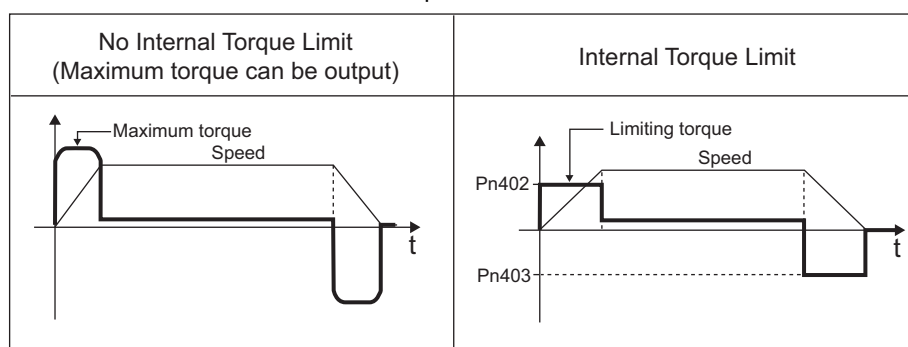 No Internal Torque Limit
(Maximum torque can be output)
Internal Torque Limit
Maximum torque
Speed
t
Limiting torque
Speed
Pn402
t
Pn403